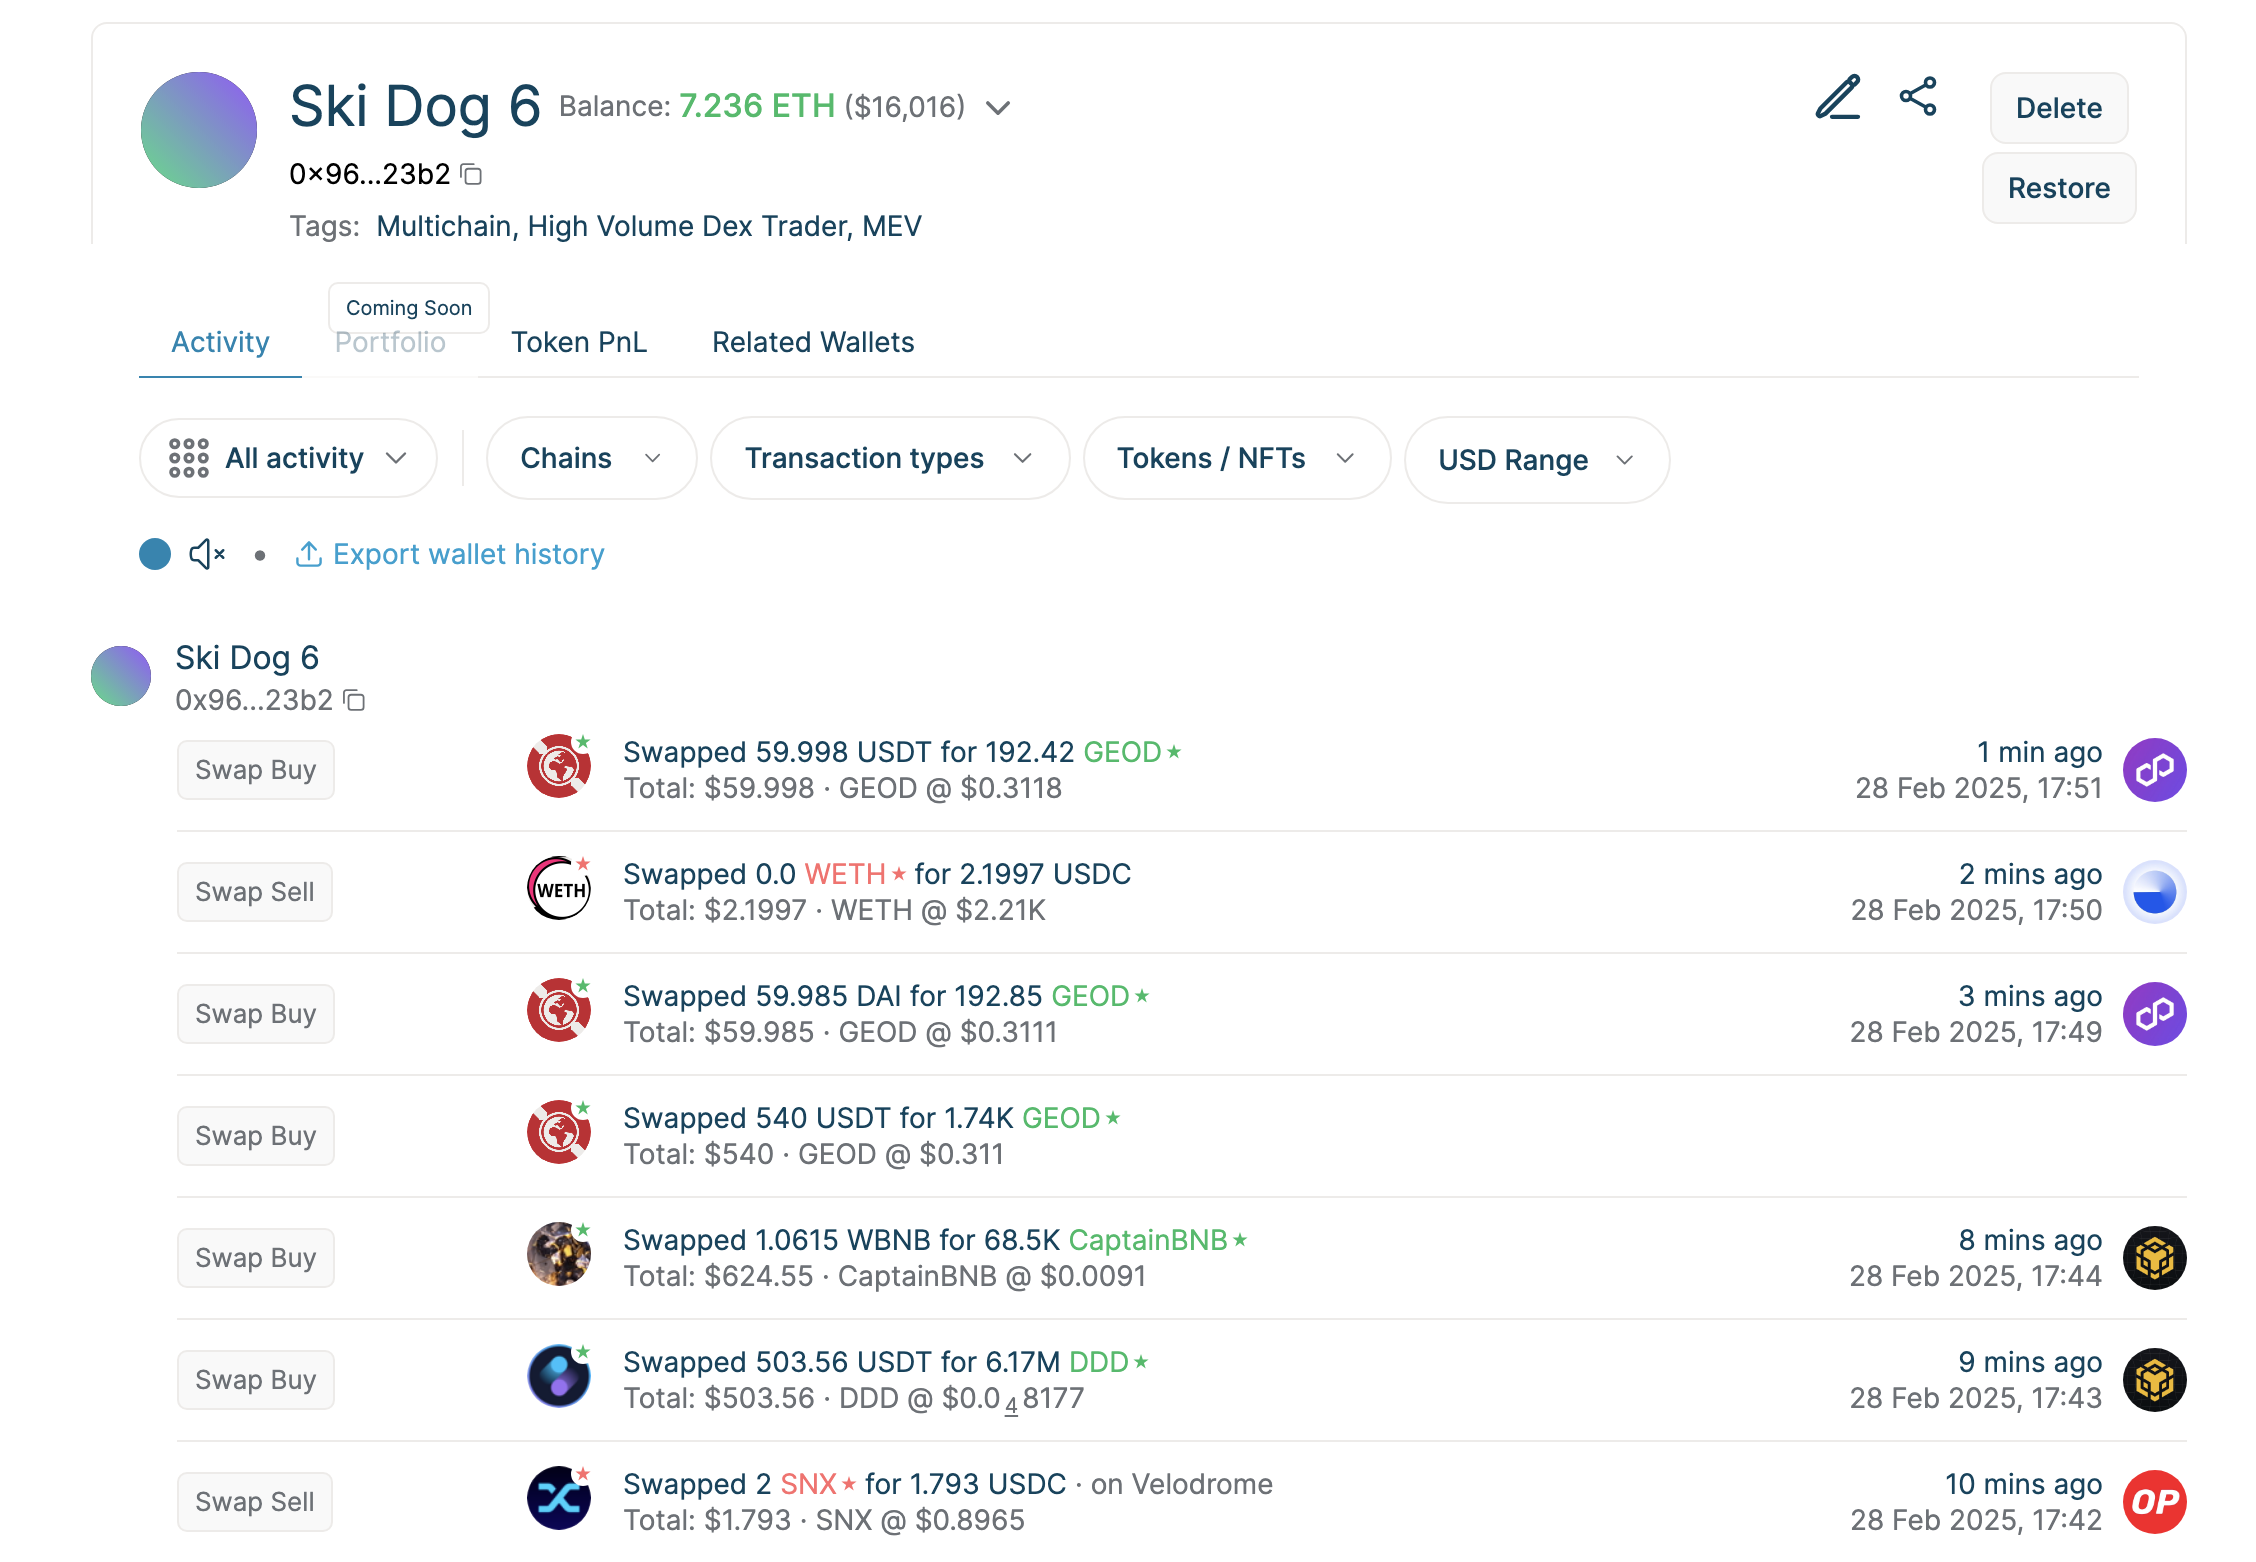 Ski Dog 6 Balance: 7.236 ETH ($16,016)
Delete
0×96...23b2
Restore
Tags: Multichain, High Volume Dex Trader, MEV
Coming Soon
Activity Portfolio Token PnL Related Wallets
All activity Chains Transaction types Tokens / NFTs USD Range
Export wallet history
Ski Dog 6
0x96...23b2
Swap Buy
Swapped 59.998 USDT for 192.42 GEOD
Total: $59.998 · GEOD @ $0.3118
1 min ago
28 Feb 2025, 17:51
Swap Sell
WETH
Swapped 0.0 WETH for 2.1997 USDC
Total: $2.1997 · WETH @ $2.21K
2 mins ago
28 Feb 2025, 17:50
Swap Buy
Swapped 59.985 DAI for 192.85 GEOD
Total: $59.985 · GEOD @ $0.3111
3 mins ago
28 Feb 2025, 17:49
Swap Buy
Swapped 540 USDT for 1.74K GEOD
Total: $540 · GEOD @ $0.311
Swap Buy
Swapped 1.0615 WBNB for 68.5K CaptainBNB
Total: $624.55 · CaptainBNB @ $0.0091
8 mins ago
28 Feb 2025, 17:44
Swap Buy
Swapped 503.56 USDT for 6.17M DDD
Total: $503.56 · DDD @ $0.0₄8177
9 mins ago
28 Feb 2025, 17:43
Swap Sell
Swapped 2 SNX for 1.793 USDC · on Velodrome
Total: $1.793 · SNX @ $0.8965
10 mins ago
28 Feb 2025, 17:42
OP